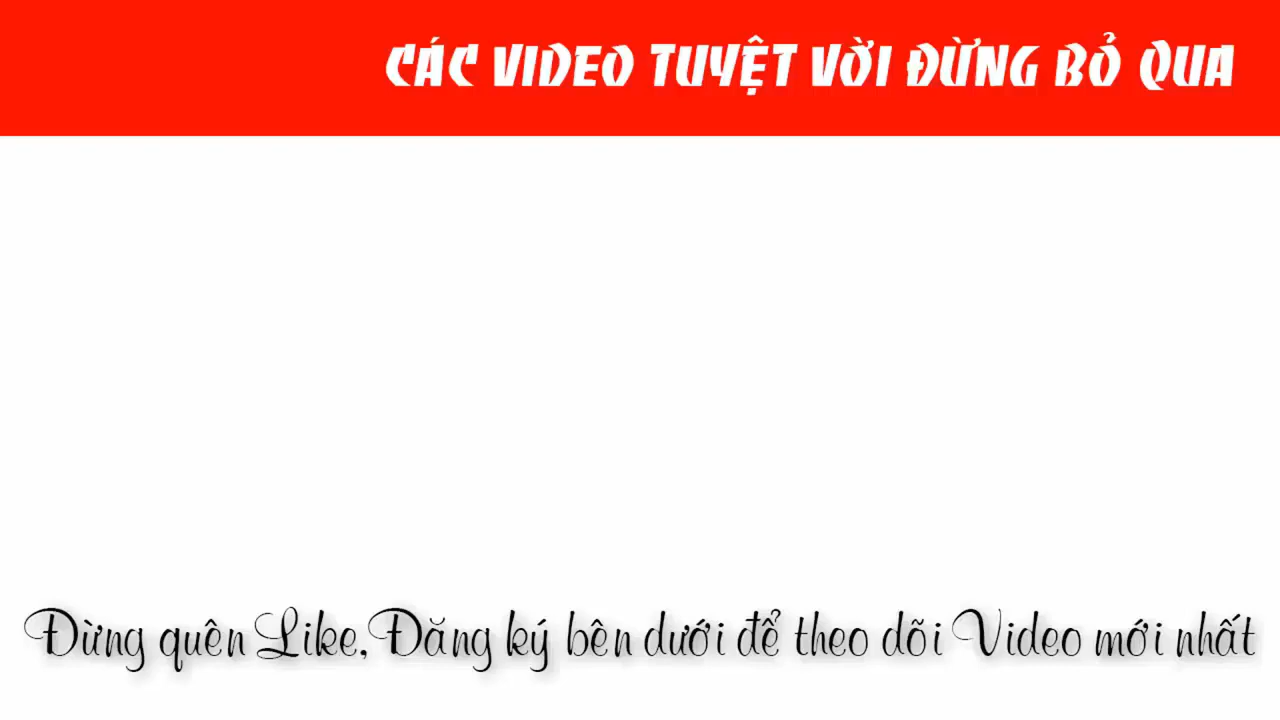 CÁC VIDEO TUYỆT VỜI ĐỪNG BỎ QUA
Đừng quên Like,Đăng ký bên dưới để theo dõi Video mới nhất